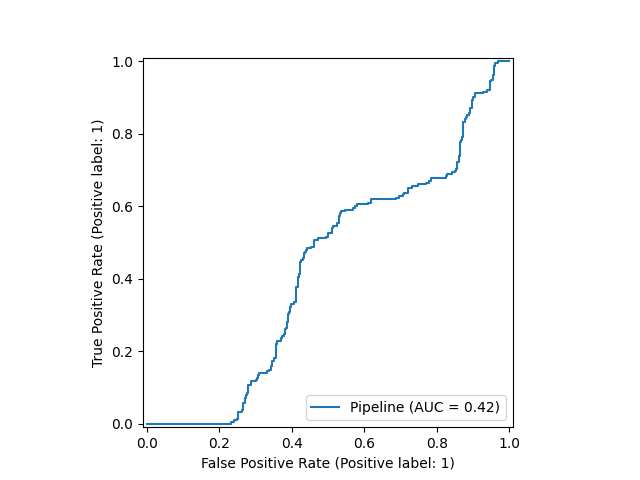 1.0
0.8
0.6
0.4
0.2
0.0
True Positive Rate (Positive label: 1)
Pipeline (AUC = 0.42)
0.0 0.2 0.4 0.6 0.8 1.0
False Positive Rate (Positive label: 1)